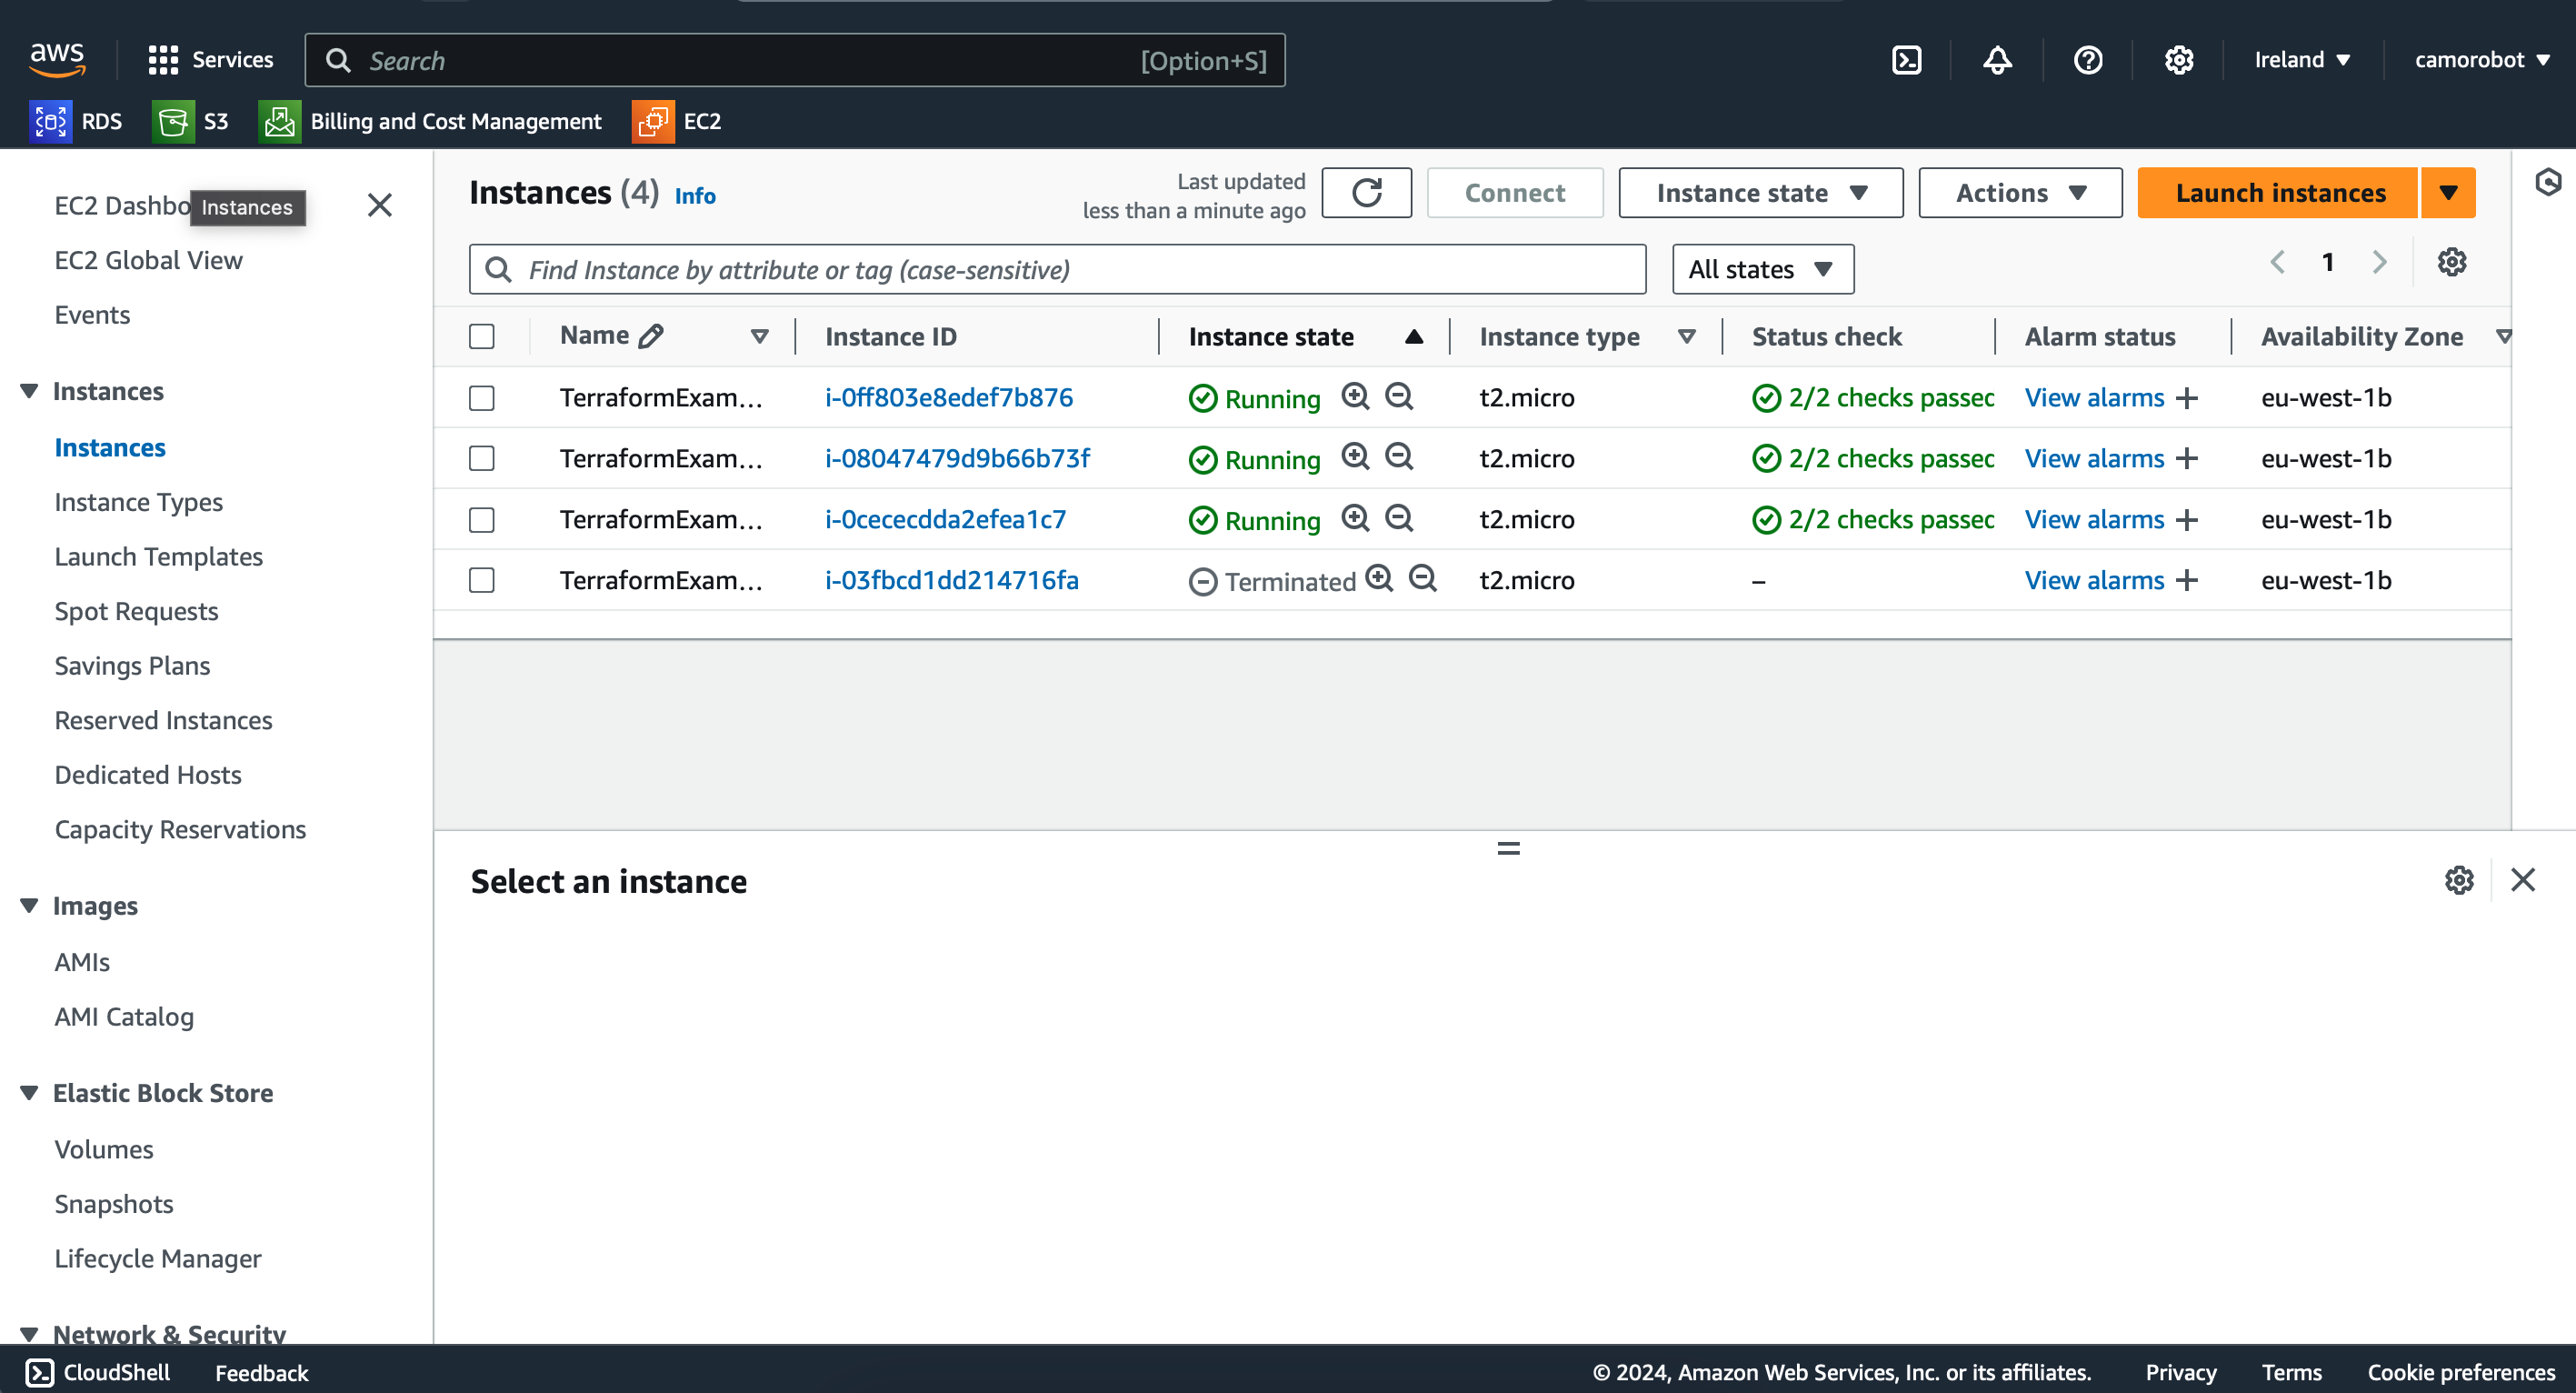 aws
Services
Search
[Option+S]
Ireland
camorobot
RDS
S3
Billing and Cost Management
EC2
EC2 Dashbo
Instances
EC2 Global View
Events
Instances
Instances
Instance Types
Launch Templates
Spot Requests
Savings Plans
Reserved Instances
Dedicated Hosts
Capacity Reservations
Images
AMIs
AMI Catalog
Elastic Block Store
Volumes
Snapshots
Lifecycle Manager
Network & Security
Instances (4) Info
Last updated
less than a minute ago
Connect
Instance state
Actions
Launch instances
Find Instance by attribute or tag (case-sensitive)
All states
1
Name Instance ID Instance state Instance type Status check Alarm status Availability Zone
TerraformExam... i-0ff803e8edef7b876 Running t2.micro 2/2 checks passec View alarms + eu-west-1b
TerraformExam... i-08047479d9b66b73f Running t2.micro 2/2 checks passec View alarms + eu-west-1b
TerraformExam... i-0cececdda2efea1c7 Running t2.micro 2/2 checks passec View alarms + eu-west-1b
TerraformExam... i-03fbcd1dd214716fa Terminated t2.micro – View alarms + eu-west-1b
Select an instance
CloudShell
Feedback
© 2024, Amazon Web Services, Inc. or its affiliates.
Privacy
Terms
Cookie preferences